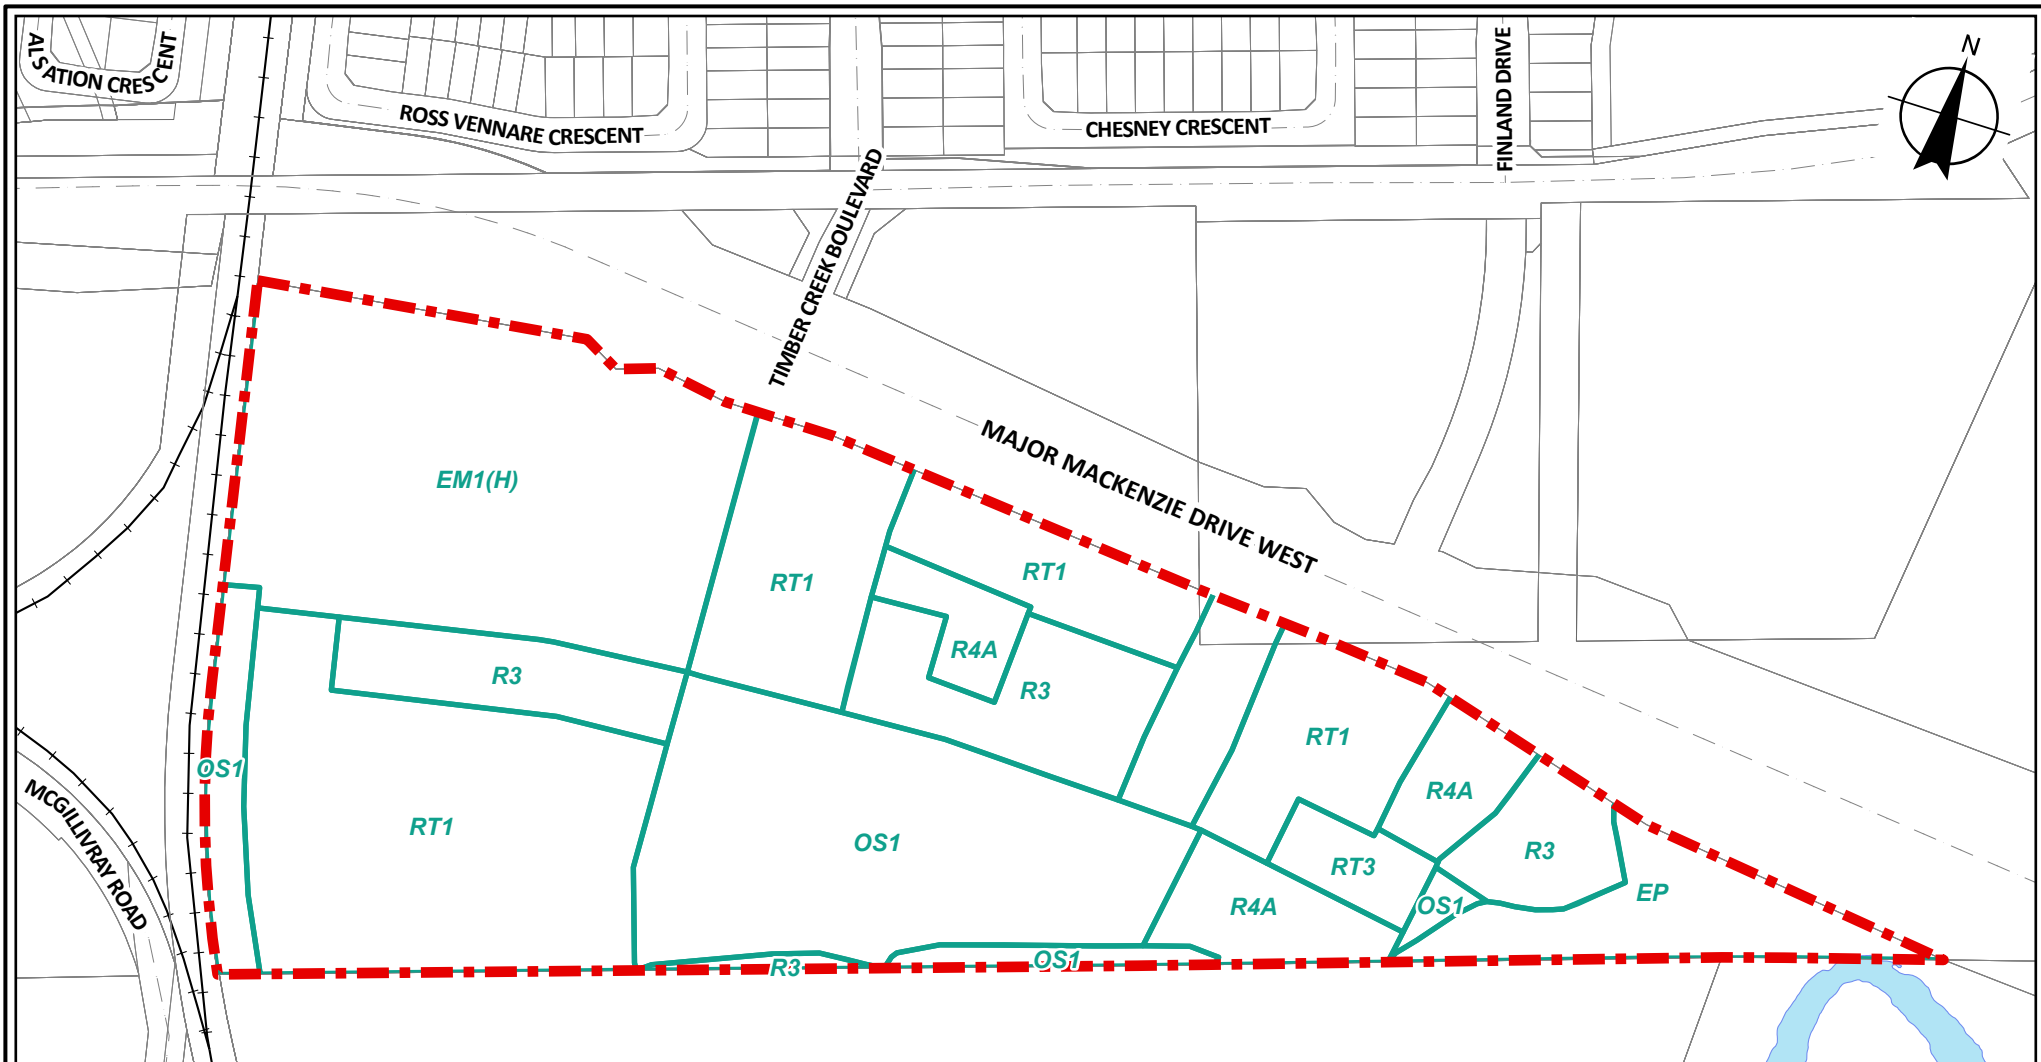 ALSATION CRESCENT
ROSS VENNARE CRESCENT
CHESNEY CRESCENT
FINLAND DRIVE
N
TIMBER CREEK BOULEVARD
MAJOR MACKENZIE DRIVE WEST
EM1(H)
RT1
RT1
R4A
R3
R3
RT1
R4A
OS1
RT1
OS1
R3
RT3
EP
R4A
OS1
MCGILLIVRAY ROAD
R3
OS1